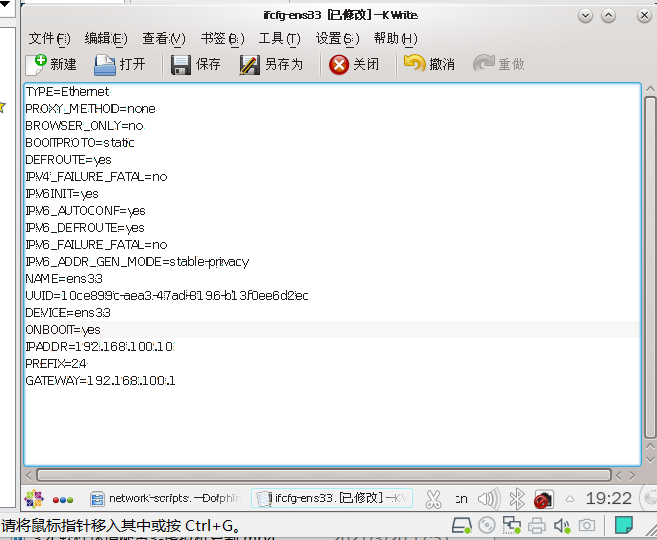 ifcfg-ens33 [已修改] — KWrite
文件(F) 编辑(E) 查看(V) 书签(B) 工具(T) 设置(S) 帮助(H)
新建 打开 保存 另存为 关闭 撤消 重做
TYPE=Ethernet
PROXY_METHOD=none
BROWSER_ONLY=no
BOOTPROTO=static
DEFROUTE=yes
IPV4_FAILURE_FATAL=no
IPV6INIT=yes
IPV6_AUTOCONF=yes
IPV6_DEFROUTE=yes
IPV6_FAILURE_FATAL=no
IPV6_ADDR_GEN_MODE=stable-privacy
NAME=ens33
UUID=10ce899c-aea3-47ad-8196-b13f0ee6d2ec
DEVICE=ens33
ONBOOT=yes
IPADDR=192.168.100.10
PREFIX=24
GATEWAY=192.168.100.1
network-scripts — Dolphin ifcfg-ens33 [已修改] — KW cn 19:22
请将鼠标指针移入其中或按 Ctrl+G。